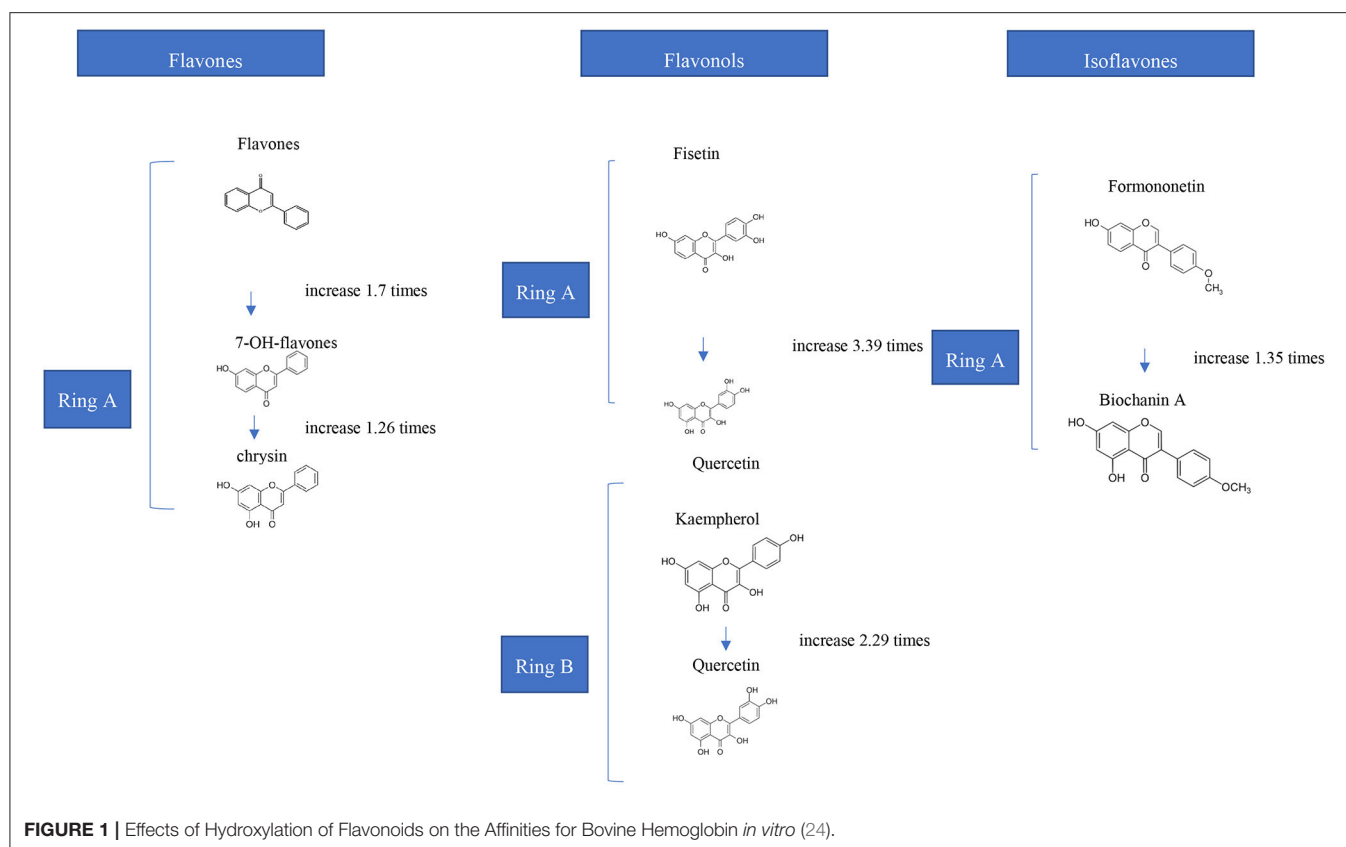 Flavones
Flavonols
Isoflavones
Flavones
O
O
increase 1.7 times
7-OH-flavones
HO
O
O
Ring A
increase 1.26 times
chrysin
HO
O
OH
O
Fisetin
OH
HO
O
OH
OH
O
Ring A
increase 3.39 times
OH
OH
HO
O
OH
OH
O
Quercetin
Kaempherol
OH
HO
O
OH
OH
O
increase 2.29 times
Ring B
Quercetin
OH
OH
HO
O
OH
OH
O
Formononetin
HO
O
O
O
CH3
Ring A
increase 1.35 times
Biochanin A
HO
O
OH
O
OCH3
FIGURE 1 | Effects of Hydroxylation of Flavonoids on the Affinities for Bovine Hemoglobin in vitro (24).